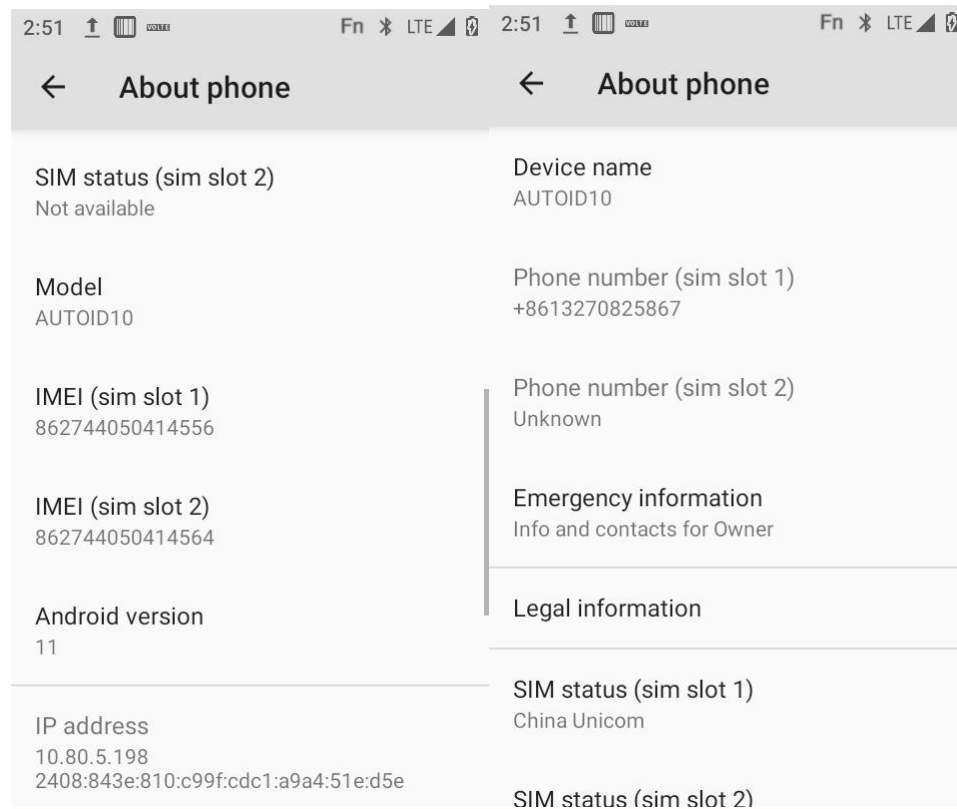 2:51 VOLTE Fn LTE
About phone
SIM status (sim slot 2)
Not available
Model
AUTOID10
IMEI (sim slot 1)
862744050414556
IMEI (sim slot 2)
862744050414564
Android version
11
IP address
10.80.5.198
2408:843e:810:c99f:cdc1:a9a4:51e:d5e
2:51 VOLTE Fn LTE
About phone
Device name
AUTOID10
Phone number (sim slot 1)
+8613270825867
Phone number (sim slot 2)
Unknown
Emergency information
Info and contacts for Owner
Legal information
SIM status (sim slot 1)
China Unicom
SIM status (sim slot 2)